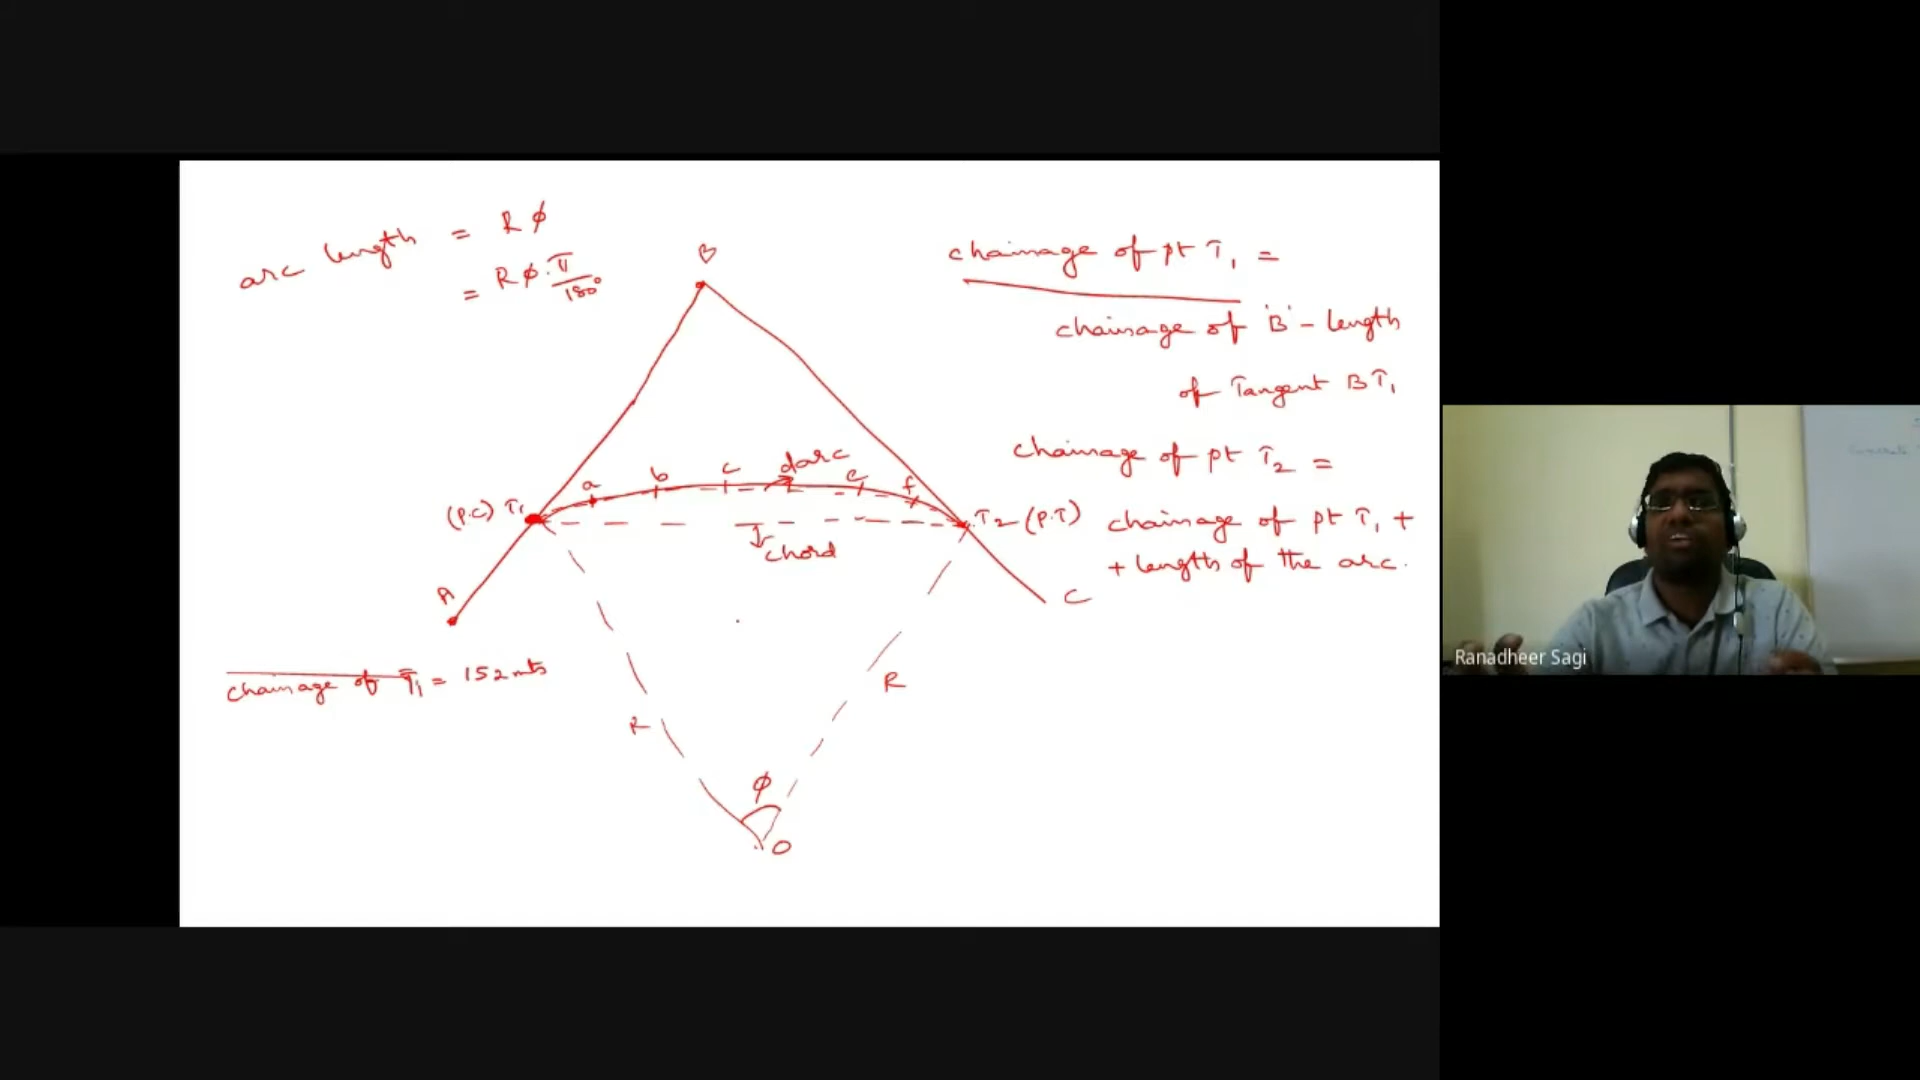 arc length = Rϕ
= Rϕ.π/180°
B
chainage of pt T₁ =
chainage of 'B' - length
of Tangent BT₁
chainage of pt T₂ =
chainage of pt T₁ +
+ length of the arc.
a
b
c
d arc
e
f
(P.C) T₁
T₂ (P.T)
chord
A
C
chainage of T₁ = 152 mts
R
R
ϕ
O
Ranadheer Sagi